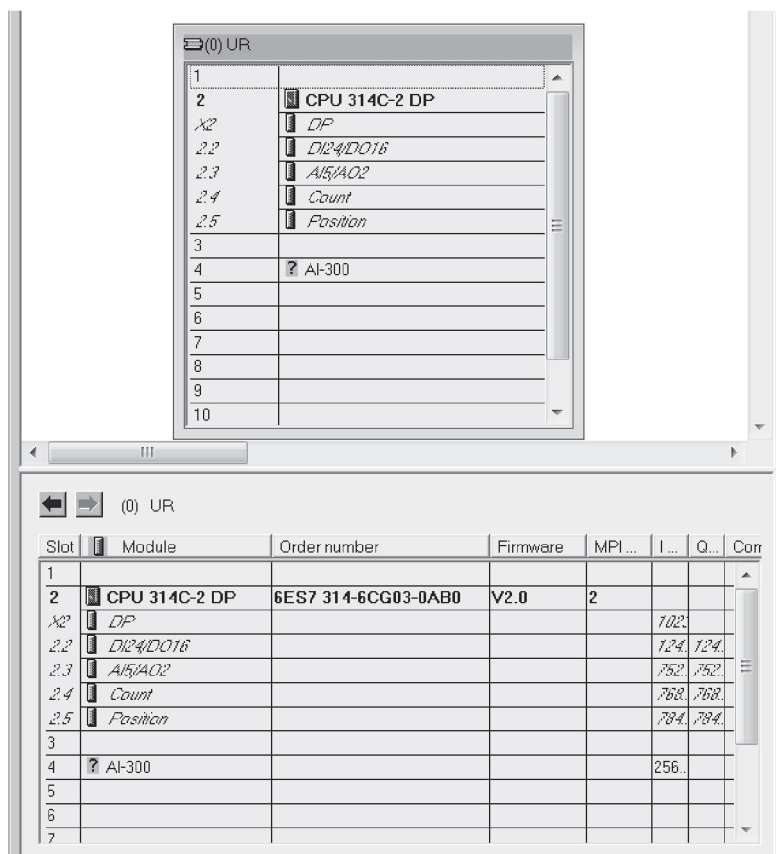 (0) UR
1
2 CPU 314C-2 DP
X2 DP
2.2 DI24/DO16
2.3 AI5/AO2
2.4 Count
2.5 Position
3
4 ? AI-300
5
6
7
8
9
10
(0) UR
Slot Module Order number Firmware MPI ... I ... Q... Com
1
2 CPU 314C-2 DP 6ES7 314-6CG03-0AB0 V2.0 2
X2 DP 102
2.2 DI24/DO16 124. 124.
2.3 AI5/AO2 752. 752.
2.4 Count 768. 768.
2.5 Position 784. 784.
3
4 ? AI-300 256..
5
6
7